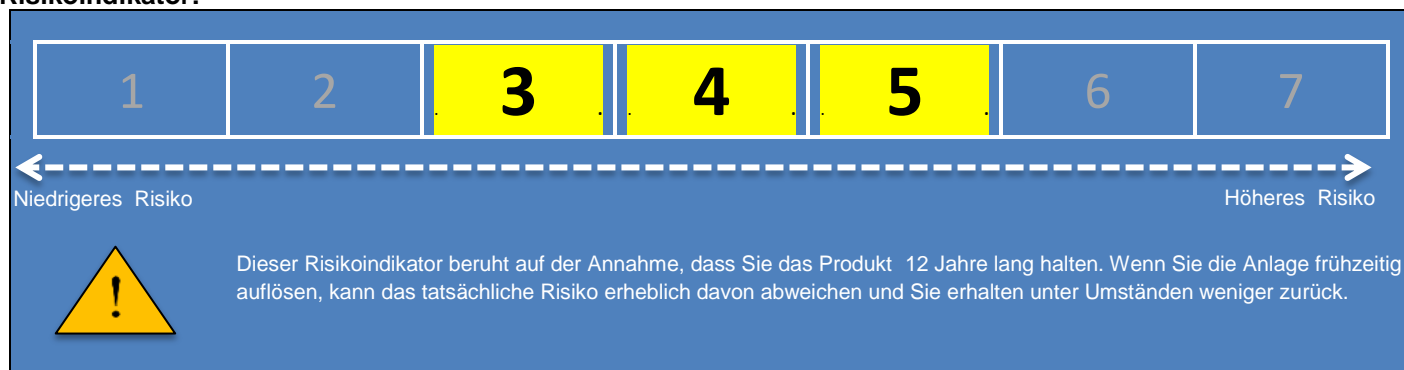 Risikoindikator:
1 2 . 3 . . 4 . . 5 . 6 7
Niedrigeres Risiko Höheres Risiko
!
Dieser Risikoindikator beruht auf der Annahme, dass Sie das Produkt 12 Jahre lang halten. Wenn Sie die Anlage frühzeitig
auflösen, kann das tatsächliche Risiko erheblich davon abweichen und Sie erhalten unter Umständen weniger zurück.